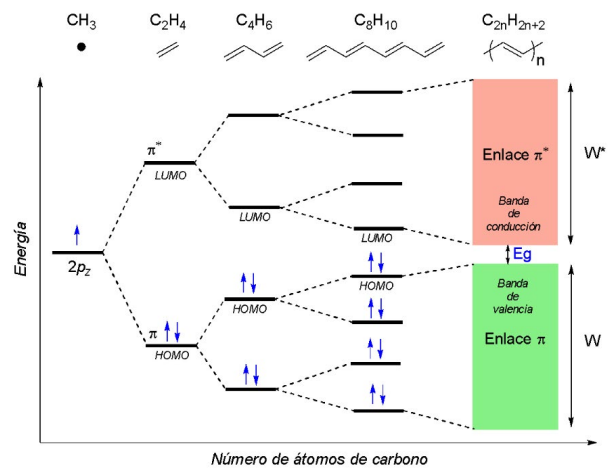 CH3 C2H4 C4H6 C8H10 C2nH2n+2
n
Energía
2pz
π*
LUMO
π
HOMO
LUMO
HOMO
LUMO
HOMO
Enlace π*
Banda
de
conducción
W*
Eg
Banda
de
valencia
Enlace π
W
Número de átomos de carbono